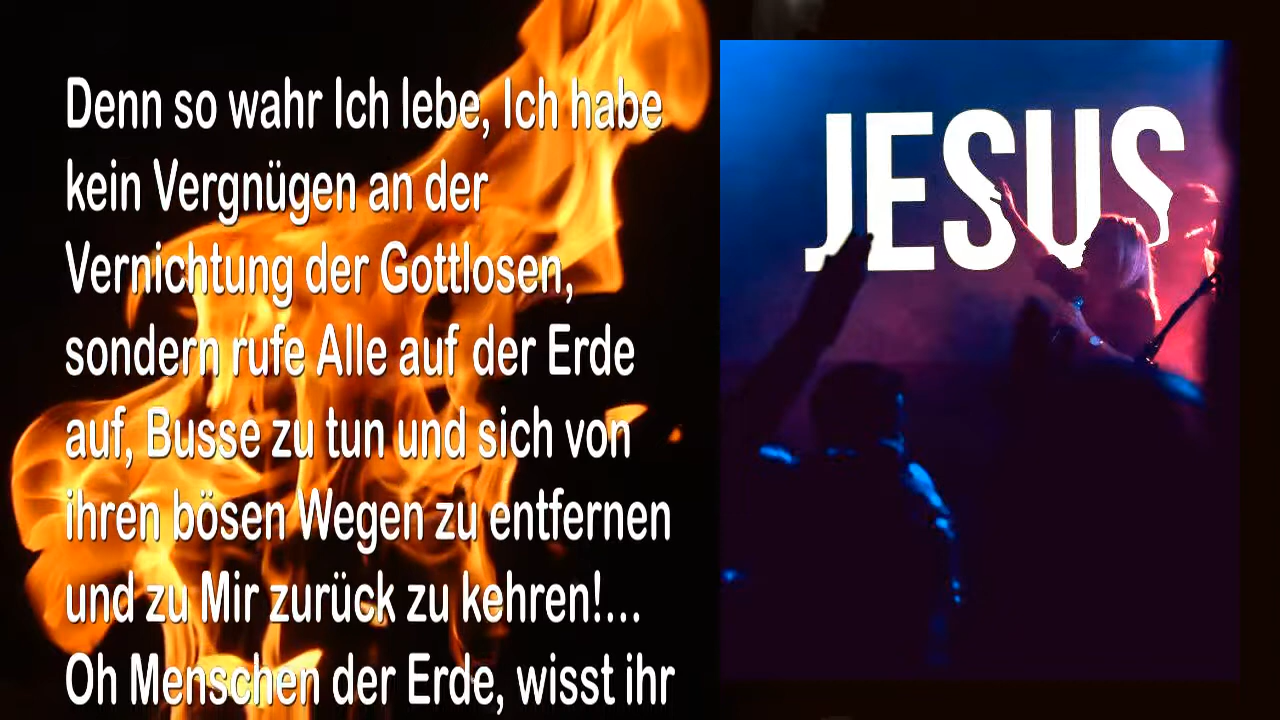 Denn so wahr Ich lebe, Ich habe
kein Vergnügen an der
Vernichtung der Gottlosen,
sondern rufe Alle auf der Erde
auf, Busse zu tun und sich von
ihren bösen Wegen zu entfernen
und zu Mir zurück zu kehren!...
Oh Menschen der Erde, wisst ihr
JESUS